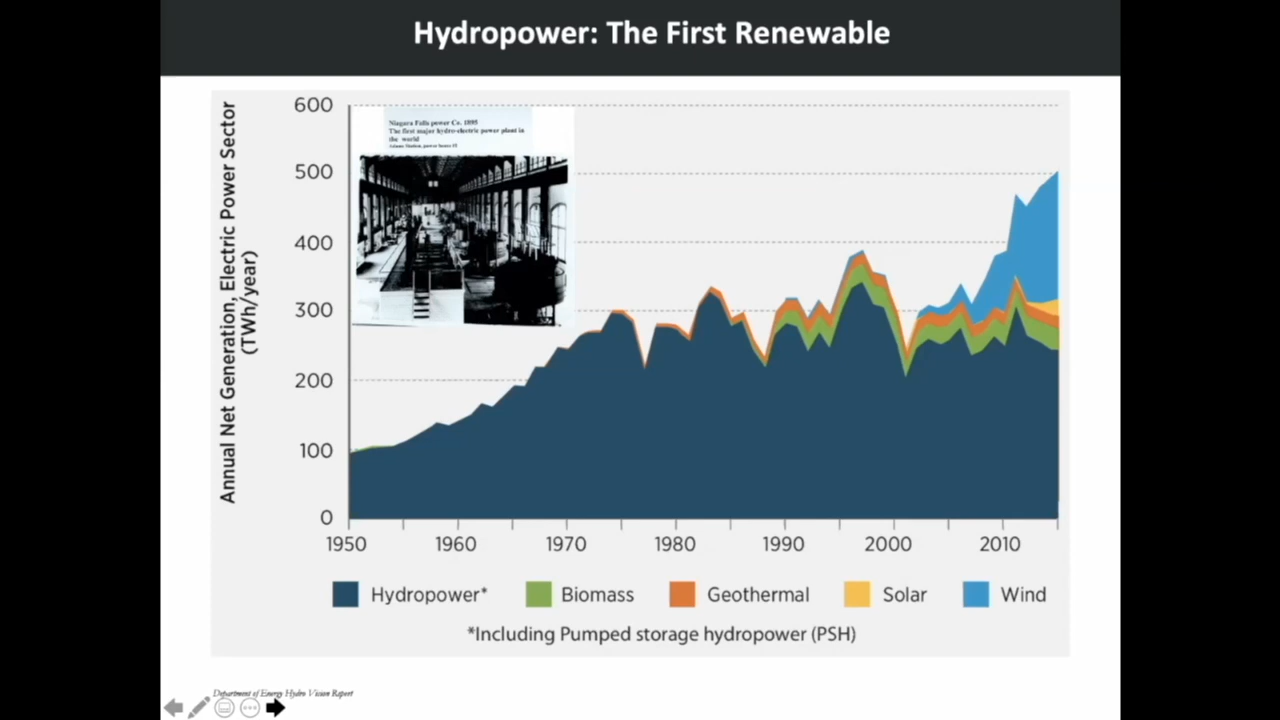 Hydropower: The First Renewable
Annual Net Generation, Electric Power Sector
(TWh/year)
600
500
400
300
200
100
0
Niagara Falls power Co. 1895
The first major hydro-electric power plant in
the world
1950 1960 1970 1980 1990 2000 2010
Hydropower* Biomass Geothermal Solar Wind
*Including Pumped storage hydropower (PSH)
Department of Energy Hydro Vision Report